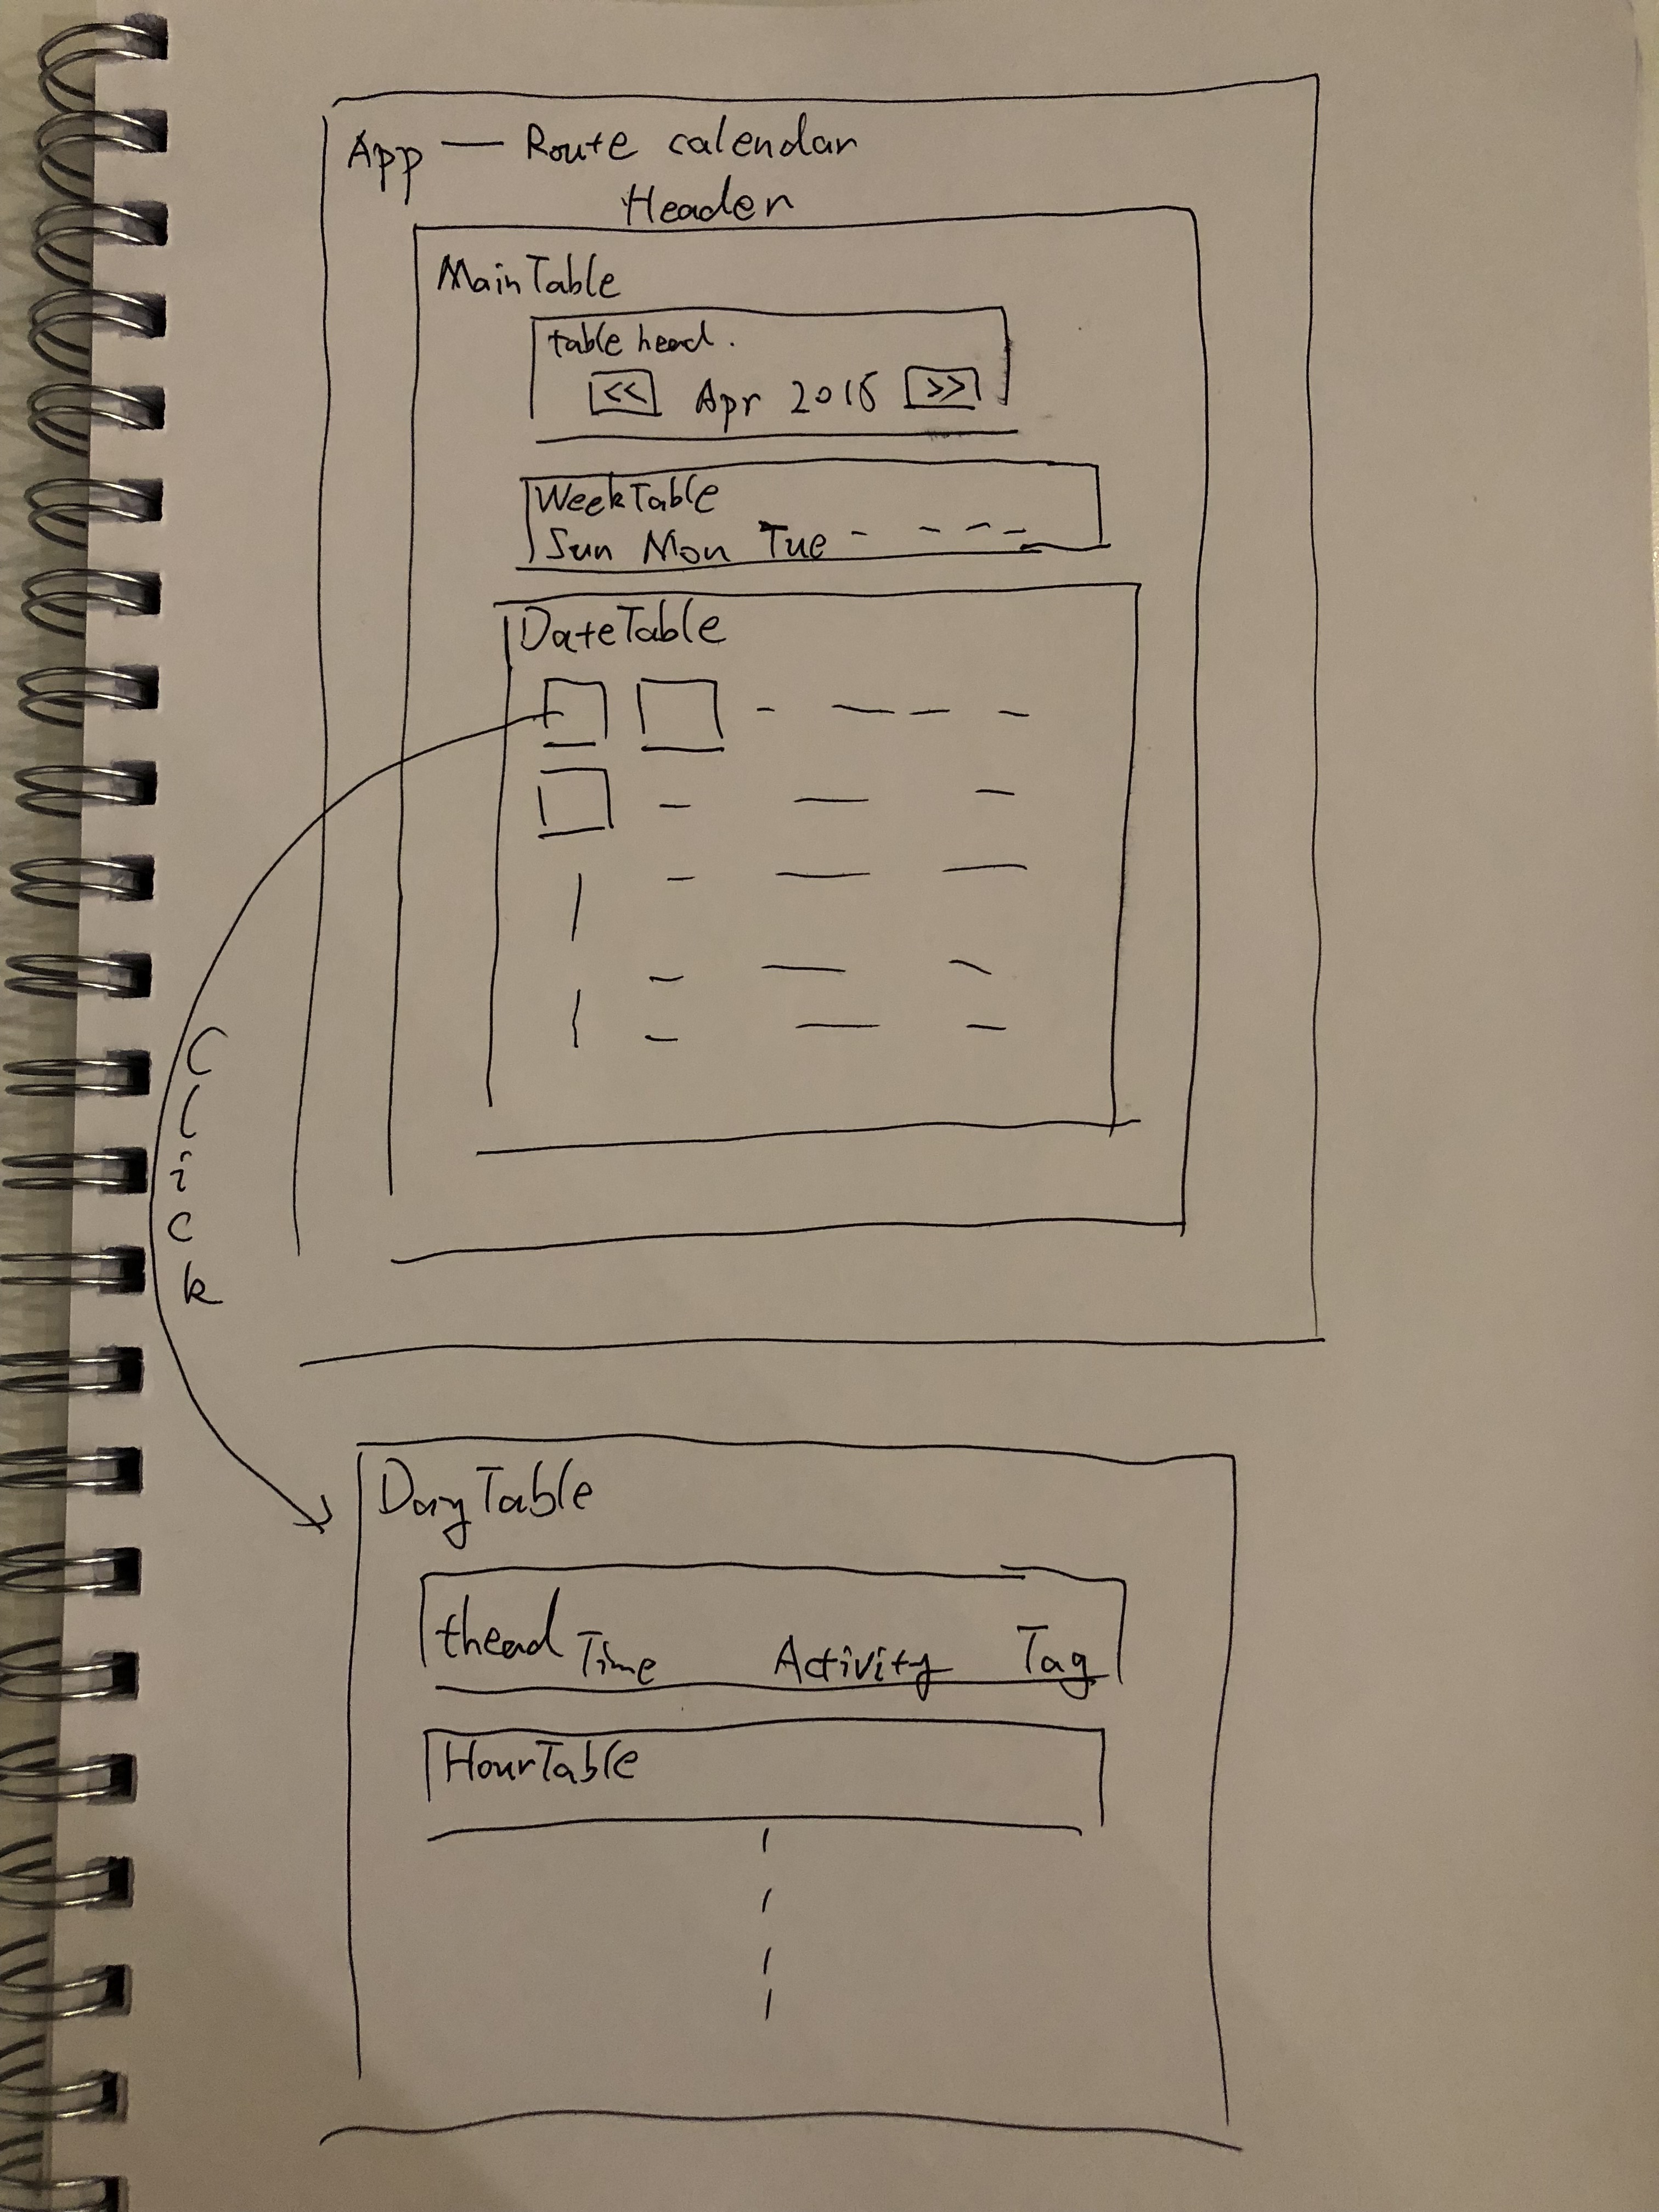 App — Route calendar
Header
MainTable
table head.
<< Apr 2018 >>
WeekTable
Sun Mon Tue - - - -
DateTable
Click
DayTable
thead Time Activity Tag
HourTable